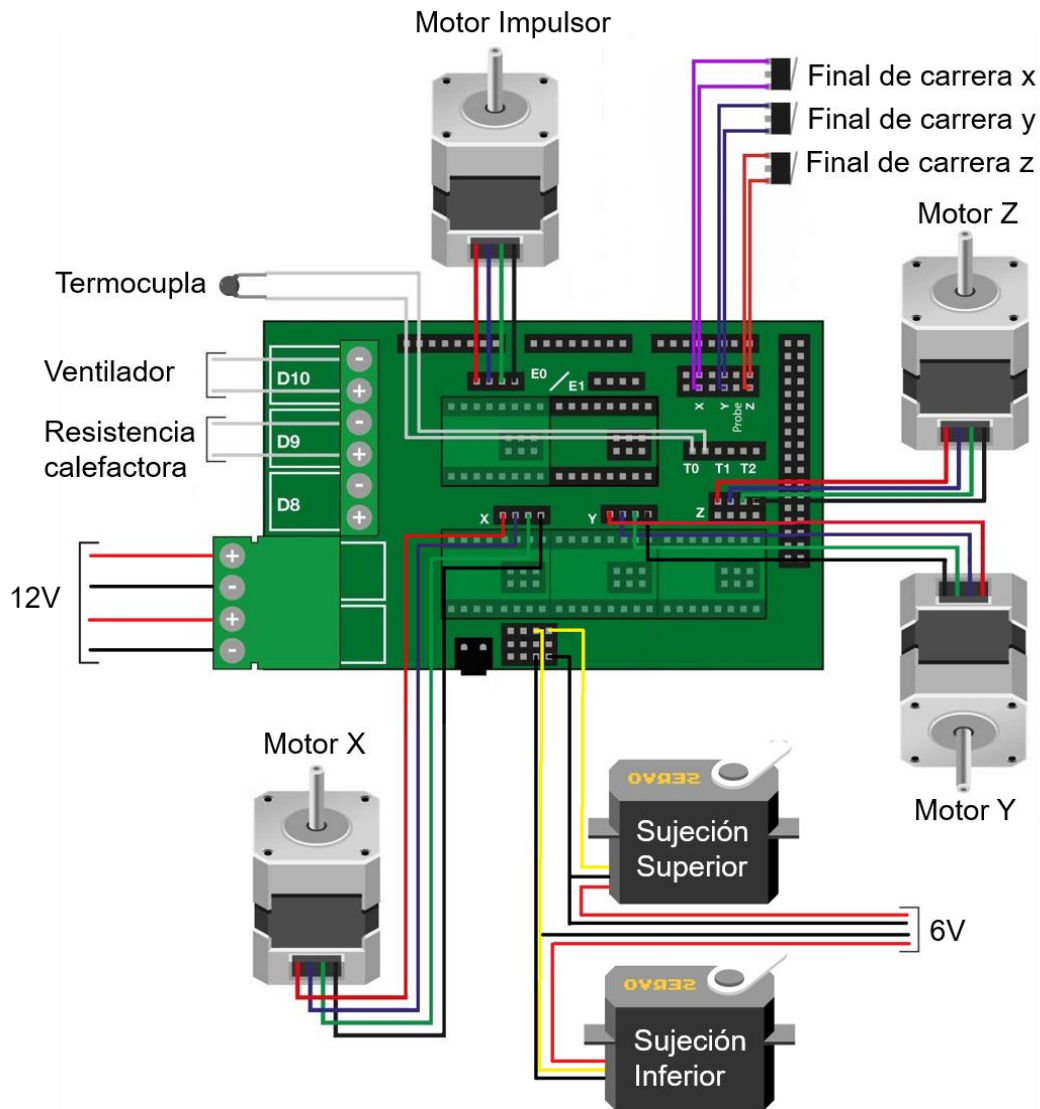 Motor Impulsor
Final de carrera x
Final de carrera y
Final de carrera z
Motor Z
Termocupla
Ventilador
Resistencia
calefactora
D10
D9
D8
12V
E0
E1
X
Y
Probe
Z
T0 T1 T2
X
Y
Z
Motor X
Motor Y
SERVO
Sujeción
Superior
6V
SERVO
Sujeción
Inferior